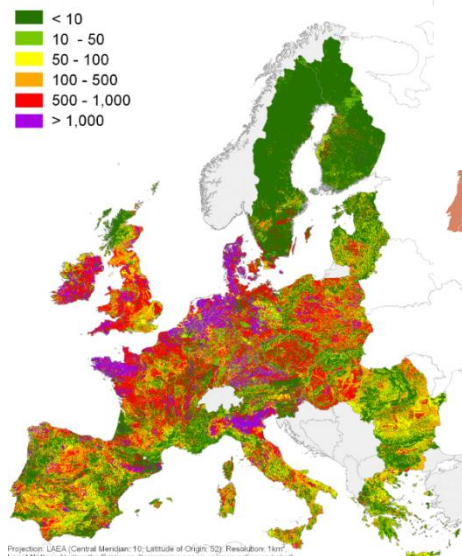 < 10
10 - 50
50 - 100
100 - 500
500 - 1,000
> 1,000
Projection: LAEA (Central Meridian: 10; Latitude of Origin: 52); Resolution: 1km².